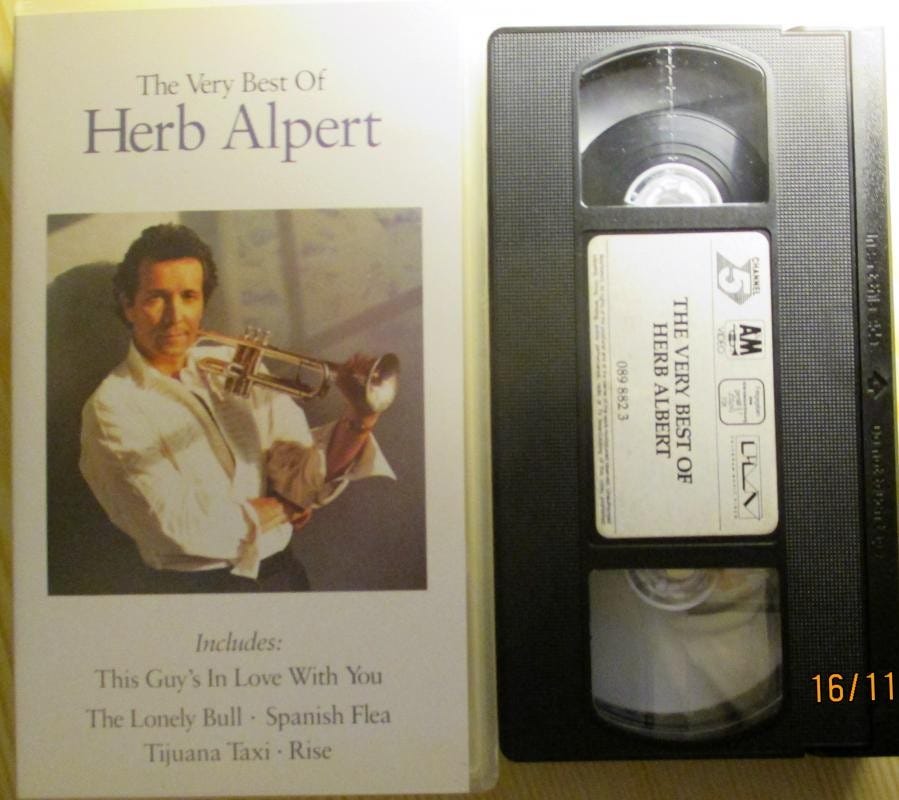 The Very Best Of
Herb Alpert
Includes:
This Guy's In Love With You
The Lonely Bull · Spanish Flea
Tijuana Taxi · Rise
CHANNEL
5
A&M
VIDEO
THE VERY BEST OF
HERB ALBERT
089 882 3
16/11